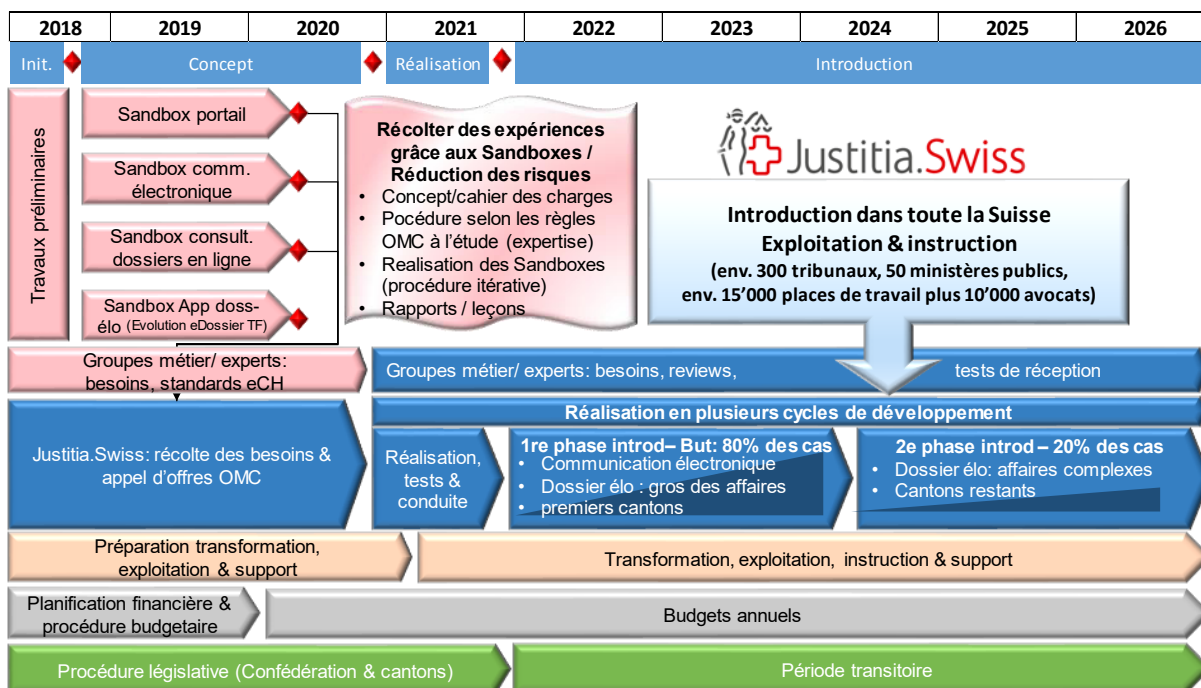 2018 2019 2020 2021 2022 2023 2024 2025 2026
Init. Concept Réalisation Introduction
Travaux préliminaires
Sandbox portail
Sandbox comm.
électronique
Sandbox consult.
dossiers en ligne
Sandbox App doss-
élo (Evolution eDossier TF)
Récolter des expériences
grâce aux Sandboxes /
Réduction des risques
• Concept/cahier des charges
• Pocédure selon les règles
OMC à l'étude (expertise)
• Realisation des Sandboxes
(procédure itérative)
• Rapports / leçons
Justitia.Swiss
Introduction dans toute la Suisse
Exploitation & instruction
(env. 300 tribunaux, 50 ministères publics,
env. 15'000 places de travail plus 10'000 avocats)
Groupes métier/ experts:
besoins, standards eCH
Groupes métier/ experts: besoins, reviews, tests de réception
Réalisation en plusieurs cycles de développement
Justitia.Swiss: récolte des besoins &
appel d'offres OMC
Réalisation,
tests &
conduite
1re phase introd– But: 80% des cas
• Communication électronique
• Dossier élo : gros des affaires
• premiers cantons
2e phase introd – 20% des cas
• Dossier élo: affaires complexes
• Cantons restants
Préparation transformation,
exploitation & support
Transformation, exploitation, instruction & support
Planification financière &
procédure budgetaire
Budgets annuels
Procédure législative (Confédération & cantons)
Période transitoire